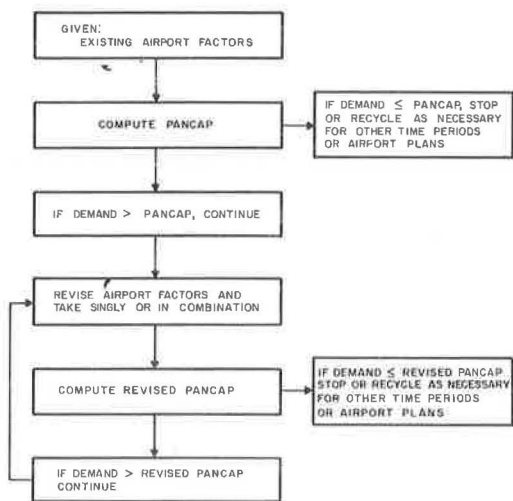 GIVEN:
EXISTING AIRPORT FACTORS
COMPUTE PANCAP
IF DEMAND ≤ PANCAP, STOP
OR RECYCLE AS NECESSARY
FOR OTHER TIME PERIODS
OR AIRPORT PLANS
IF DEMAND > PANCAP, CONTINUE
REVISE AIRPORT FACTORS AND
TAKE SINGLY OR IN COMBINATION
COMPUTE REVISED PANCAP
IF DEMAND ≤ REVISED PANCAP
STOP OR RECYCLE AS NECESSARY
FOR OTHER TIME PERIODS
OR AIRPORT PLANS
IF DEMAND > REVISED PANCAP
CONTINUE